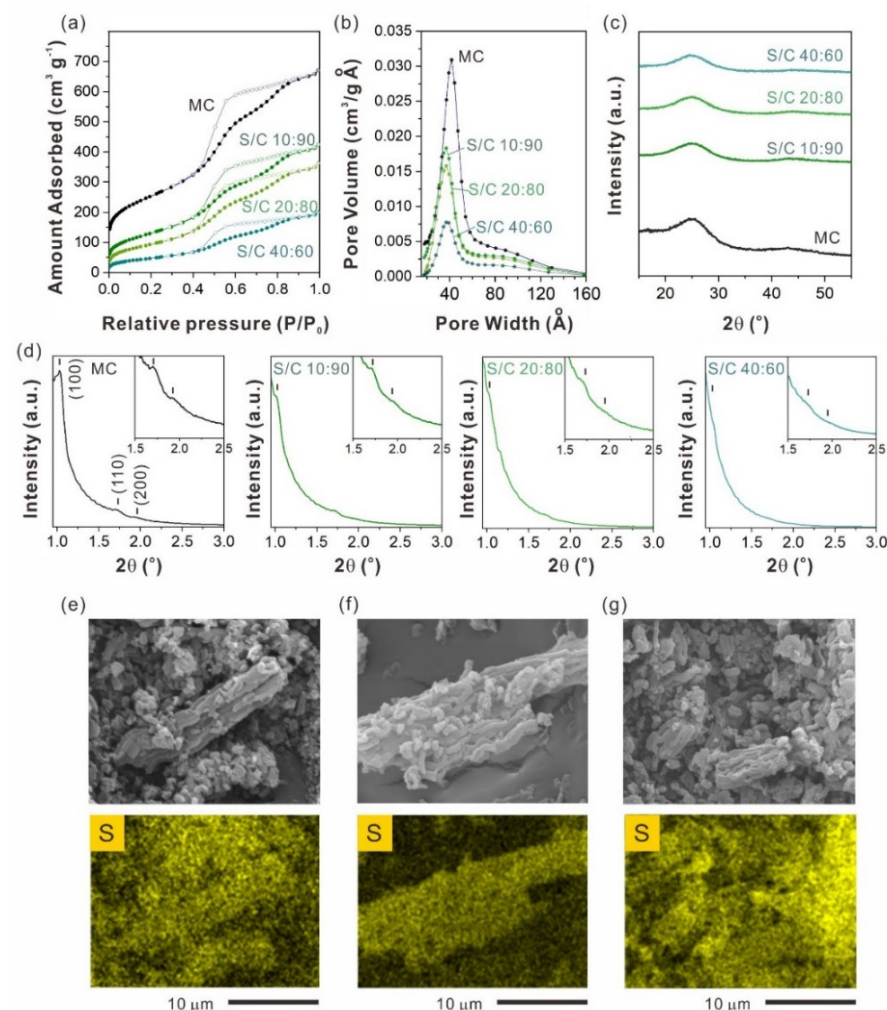 (a)
Amount Adsorbed (cm³ g⁻¹)
700
600
500
400
300
200
100
0
MC
S/C 10:90
S/C 20:80
S/C 40:60
0.0 0.2 0.4 0.6 0.8 1.0
Relative pressure (P/P₀)
(b)
Pore Volume (cm³/g Å)
0.035
0.030
0.025
0.020
0.015
0.010
0.005
0.000
MC
S/C 10:90
S/C 20:80
S/C 40:60
40 80 120 160
Pore Width (Å)
(c)
Intensity (a.u.)
S/C 40:60
S/C 20:80
S/C 10:90
MC
20 30 40 50
2θ (°)
(d)
Intensity (a.u.)
MC
(100)
(110)
(200)
1.5 2.0 2.5
1.0 1.5 2.0 2.5 3.0
2θ (°)
Intensity (a.u.)
S/C 10:90
1.5 2.0 2.5
1.0 1.5 2.0 2.5 3.0
2θ (°)
Intensity (a.u.)
S/C 20:80
1.5 2.0 2.5
1.0 1.5 2.0 2.5 3.0
2θ (°)
Intensity (a.u.)
S/C 40:60
1.5 2.0 2.5
1.0 1.5 2.0 2.5 3.0
2θ (°)
(e)
(f)
(g)
S
S
S
10 μm
10 μm
10 μm